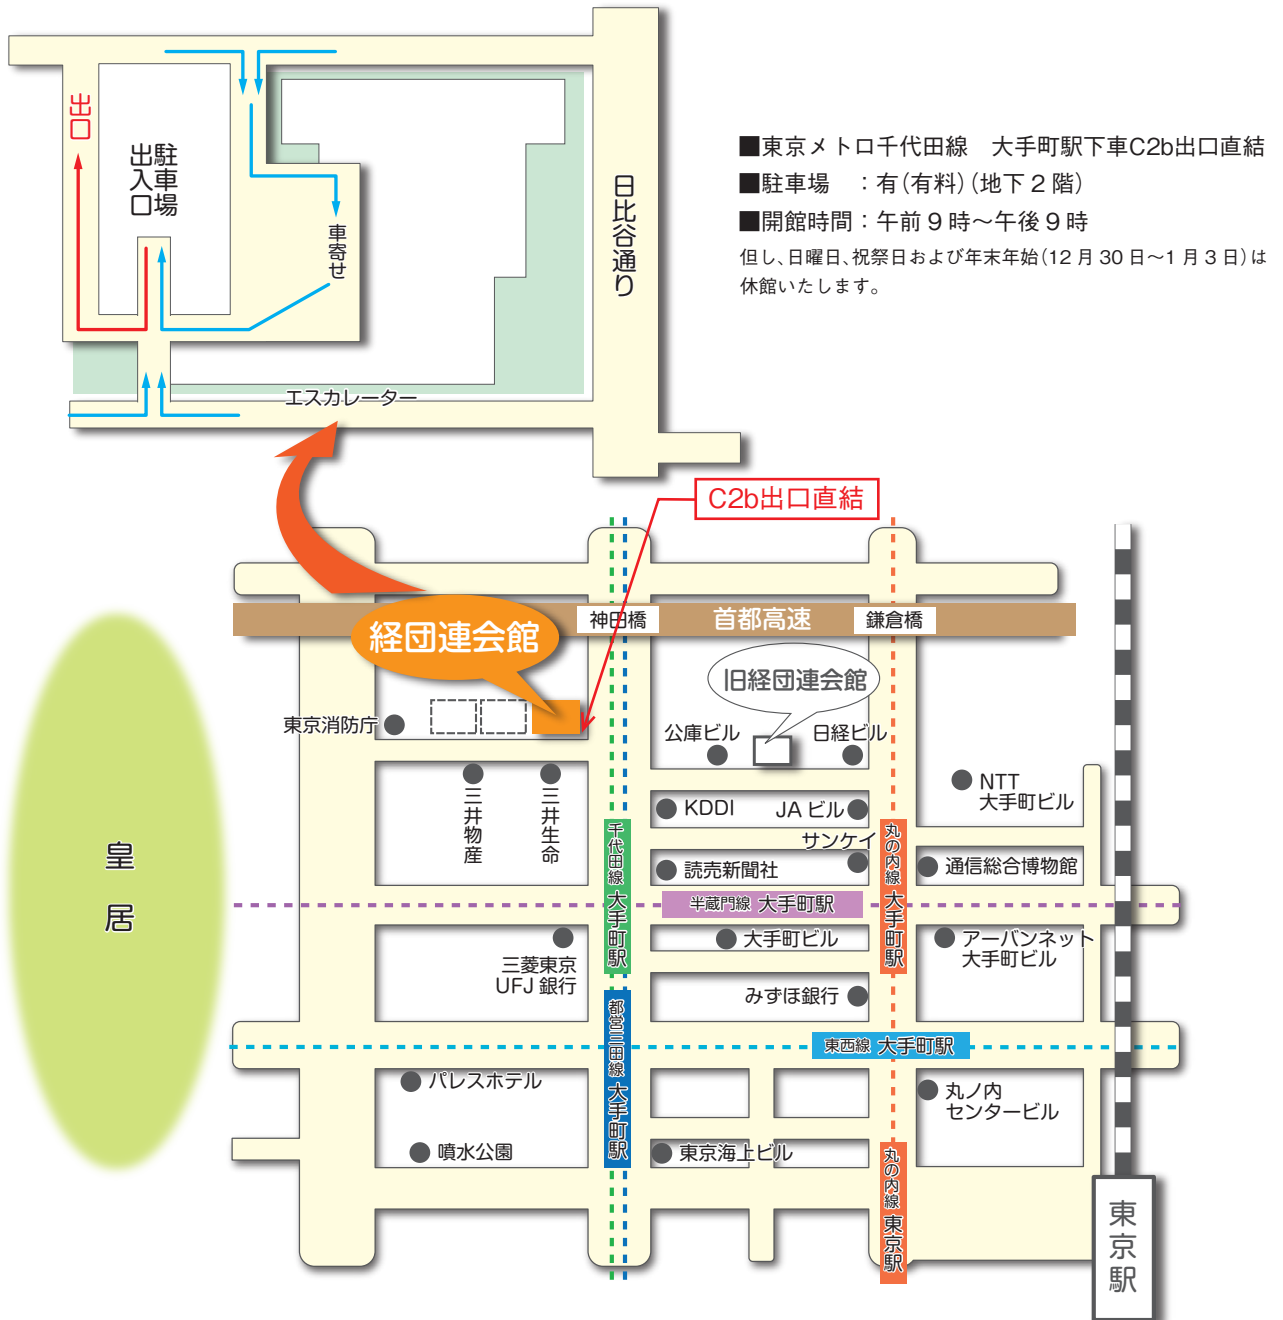 出口
駐車場
出入口
車寄せ
日比谷通り
エスカレーター
■東京メトロ千代田線　大手町駅下車C2b出口直結
■駐車場　：有（有料）（地下２階）
■開館時間：午前９時〜午後９時
但し、日曜日、祝祭日および年末年始（12月30日〜1月3日）は
休館いたします。
C2b出口直結
神田橋
首都高速
鎌倉橋
経団連会館
旧経団連会館
東京消防庁
公庫ビル
日経ビル
三井物産
三井生命
NTT
大手町ビル
KDDI
JAビル
サンケイ
読売新聞社
通信総合博物館
千代田線 大手町駅
丸の内線 大手町駅
半蔵門線 大手町駅
皇居
三菱東京
UFJ銀行
大手町ビル
アーバンネット
大手町ビル
みずほ銀行
都営三田線 大手町駅
東西線 大手町駅
パレスホテル
丸ノ内
センタービル
噴水公園
東京海上ビル
丸の内線 東京駅
東京駅